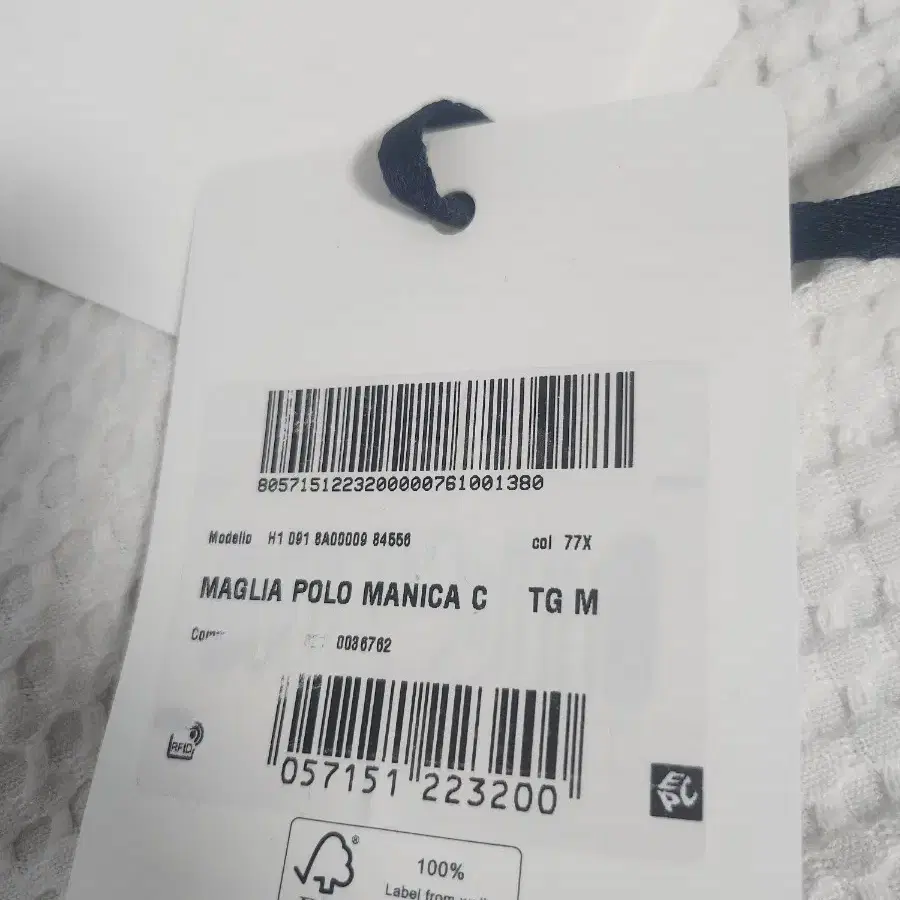 8057151223200000761001380
Modello H1 091 8A00009 84556 col 77X
MAGLIA POLO MANICA C TG M
0036762
RFID
057151 223200
EPC
100%
Label from